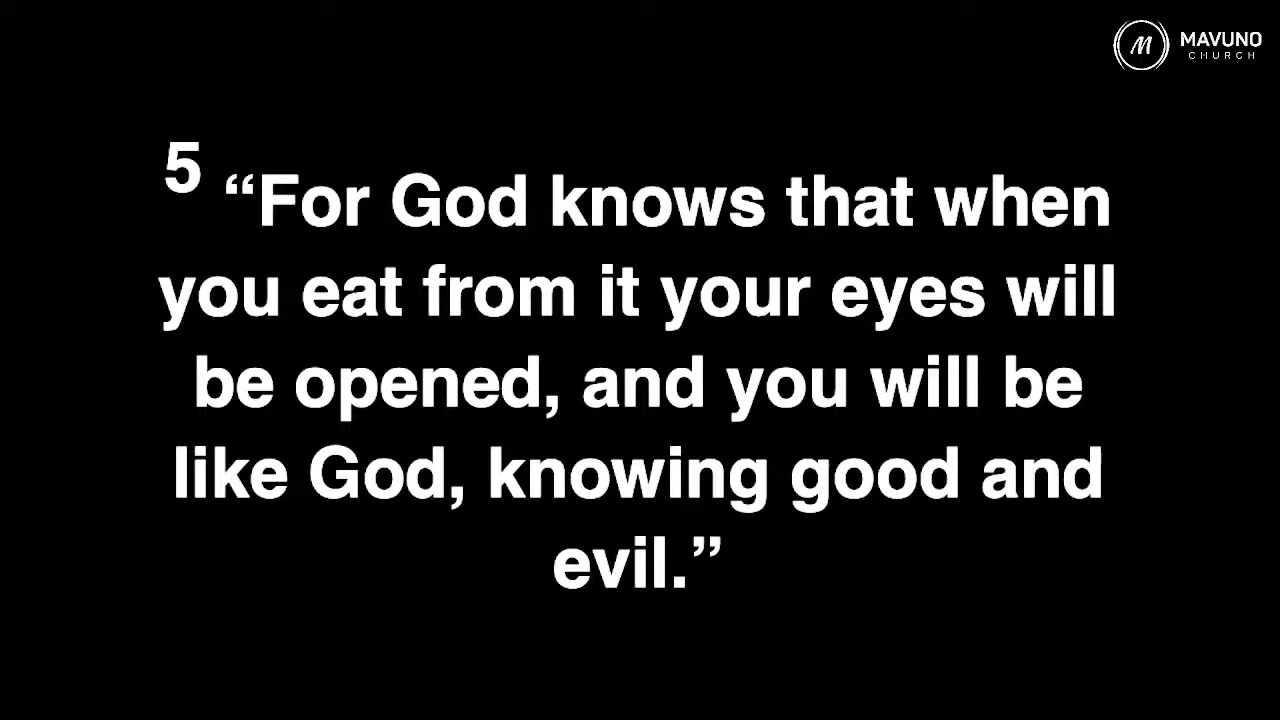 MAVUNO
CHURCH
5 “For God knows that when
you eat from it your eyes will
be opened, and you will be
like God, knowing good and
evil.”